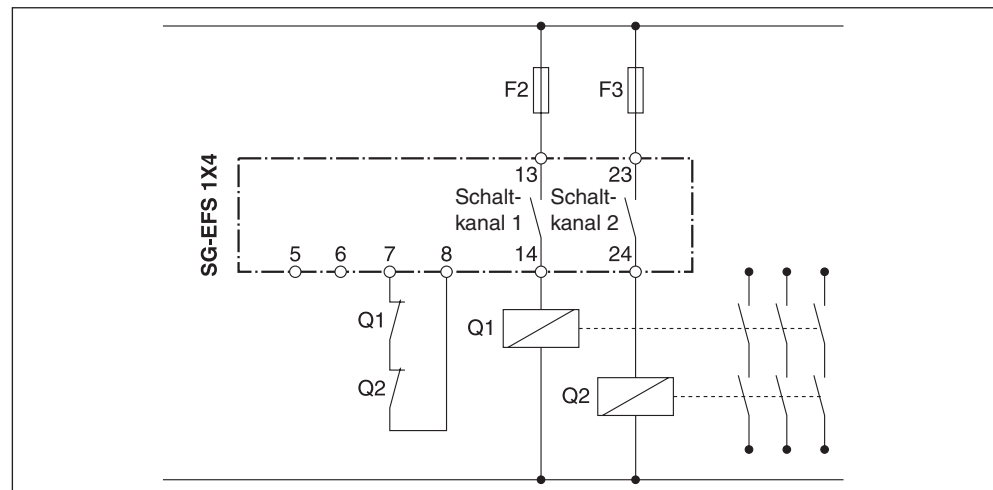 F2
F3
SG-EFS 1X4
13
23
Schalt-
kanal 1
Schalt-
kanal 2
5
6
7
8
14
24
Q1
Q1
Q2
Q2